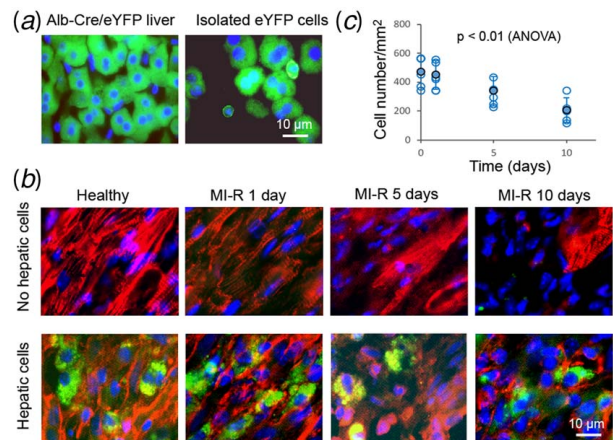 (a)
Alb-Cre/eYFP liver
Isolated eYFP cells
10 µm
(c)
Cell number/mm²
800
600
400
200
0
p < 0.01 (ANOVA)
0
5
10
Time (days)
(b)
Healthy
MI-R 1 day
MI-R 5 days
MI-R 10 days
No hepatic cells
Hepatic cells
10 µm